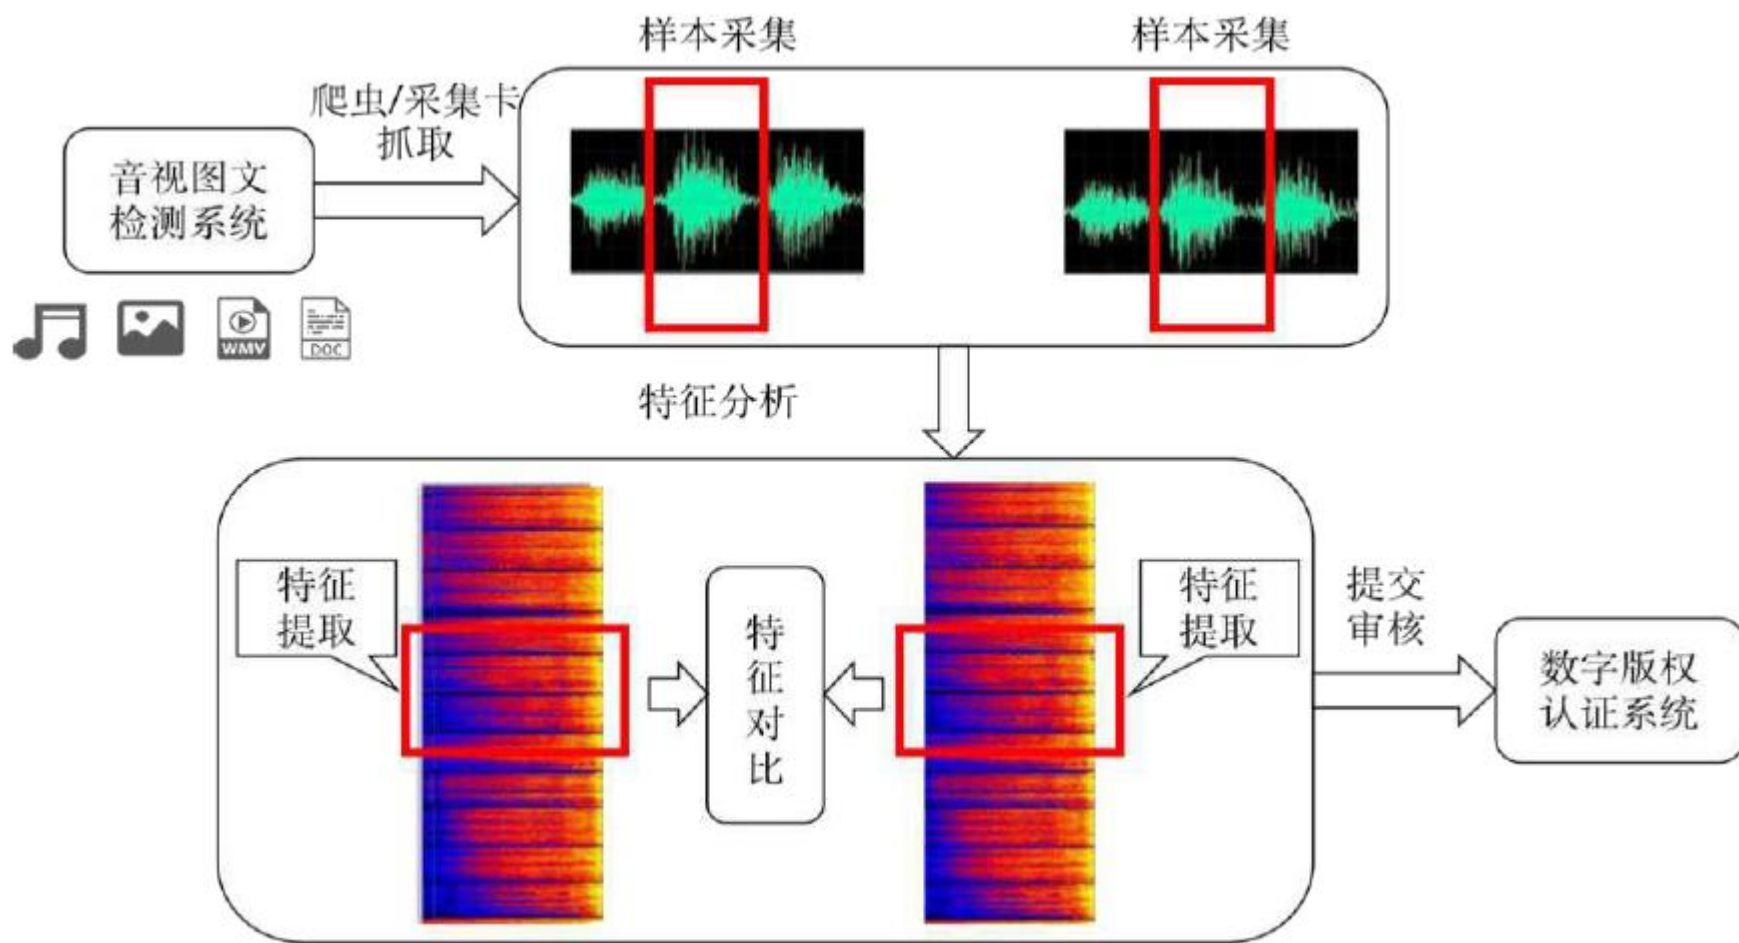 样本采集
样本采集
爬虫/采集卡
抓取
音视图文
检测系统
WMV
DOC
特征分析
特征
提取
特
征
对
比
特征
提取
提交
审核
数字版权
认证系统